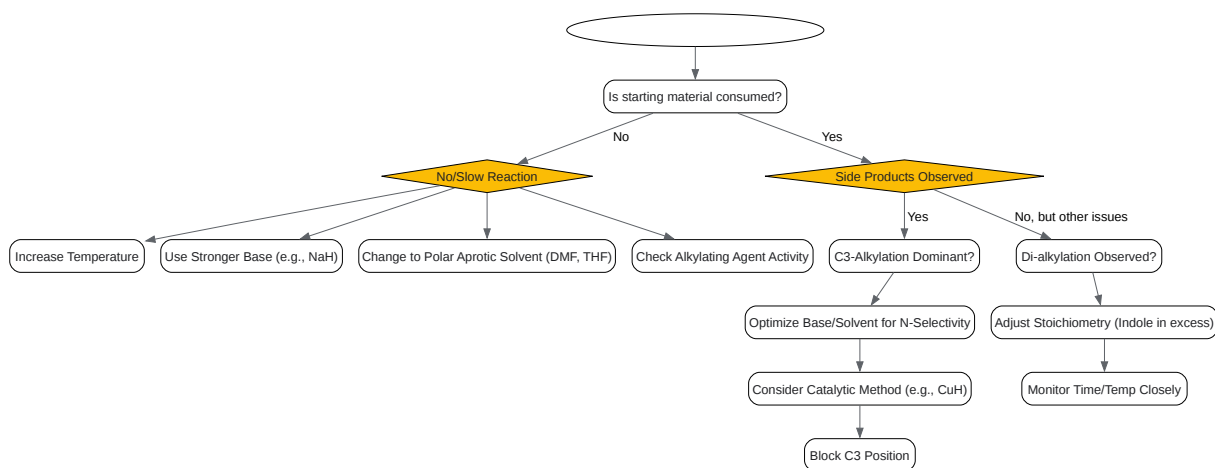 Is starting material consumed?
No
Yes
No/Slow Reaction
Side Products Observed
Yes
No, but other issues
Increase Temperature
Use Stronger Base (e.g., NaH)
Change to Polar Aprotic Solvent (DMF, THF)
Check Alkylating Agent Activity
C3-Alkylation Dominant?
Di-alkylation Observed?
Optimize Base/Solvent for N-Selectivity
Adjust Stoichiometry (Indole in excess)
Consider Catalytic Method (e.g., CuH)
Monitor Time/Temp Closely
Block C3 Position